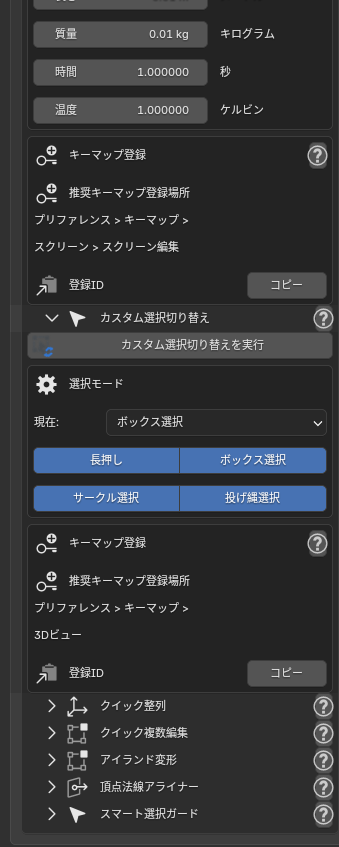 質量 0.01 kg キログラム
時間 1.000000 秒
温度 1.000000 ケルビン
キーマップ登録
推奨キーマップ登録場所
プリファレンス > キーマップ >
スクリーン > スクリーン編集
登録ID コピー
カスタム選択切り替え
カスタム選択切り替えを実行
選択モード
現在: ボックス選択
長押し ボックス選択
サークル選択 投げ縄選択
キーマップ登録
推奨キーマップ登録場所
プリファレンス > キーマップ >
3Dビュー
登録ID コピー
クイック整列
クイック複数編集
アイランド変形
頂点法線アライナー
スマート選択ガード